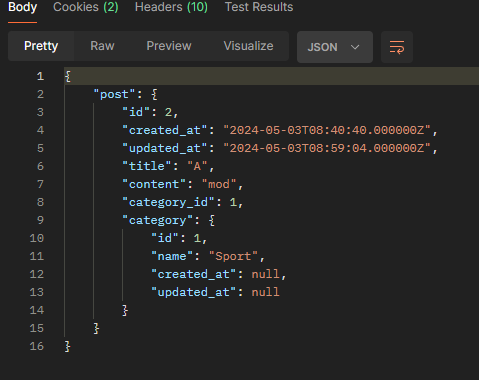 Body Cookies (2) Headers (10) Test Results
Pretty Raw Preview Visualize JSON
1 {
2 "post": {
3 "id": 2,
4 "created_at": "2024-05-03T08:40:40.000000Z",
5 "updated_at": "2024-05-03T08:59:04.000000Z",
6 "title": "A",
7 "content": "mod",
8 "category_id": 1,
9 "category": {
10 "id": 1,
11 "name": "Sport",
12 "created_at": null,
13 "updated_at": null
14 }
15 }
16 }